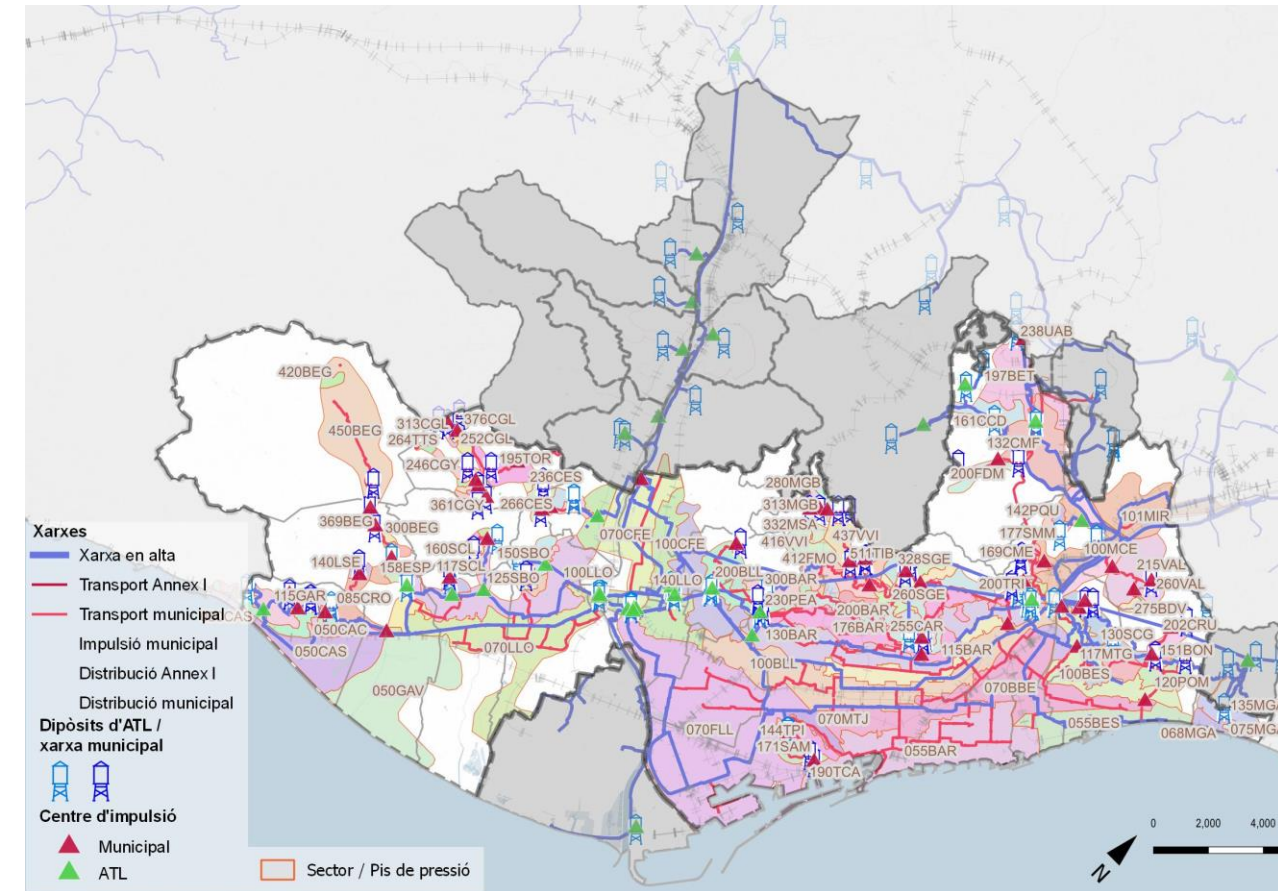 238UAB
197BET
420BEG
313CGL
376CGL
161CCD
264TTS
252CGL
450BEG
132CMF
246CGY
195TOR
236CES
200FDM
280MGB
361CGY
266CES
313MGB
142PQU
101MIR
369BEG
300BEG
332MSA
070CFE
177SMM
416VVI
437VVI
100CFE
160SCL
150SBO
169CME
100MCE
412FMO
511TIB
328SGE
140LSE
158ESP
117SCL
125SBO
100LLO
140LLO
200BLL
300BAR
215VAL
200TRI
260VAL
260SGE
085CRO
230PEA
275BDV
115GAR
200BAR
202CRU
050CAC
176BAR
255CAR
130SCG
130BAR
115BAR
117MTG
151BON
050CAS
070LLO
100BLL
100BES
120POM
050GAV
070BBE
135MGA
070MTJ
055BES
070FLL
144TPI
068MGA
075MGA
171SAM
055BAR
190TCA
Xarxes
Xarxa en alta
Transport Annex I
Transport municipal
Impulsió municipal
Distribució Annex I
Distribució municipal
Dipòsits d'ATL /
xarxa municipal
Centre d'impulsió
Municipal
ATL
Sector / Pis de pressió
0 2,000 4,000
N